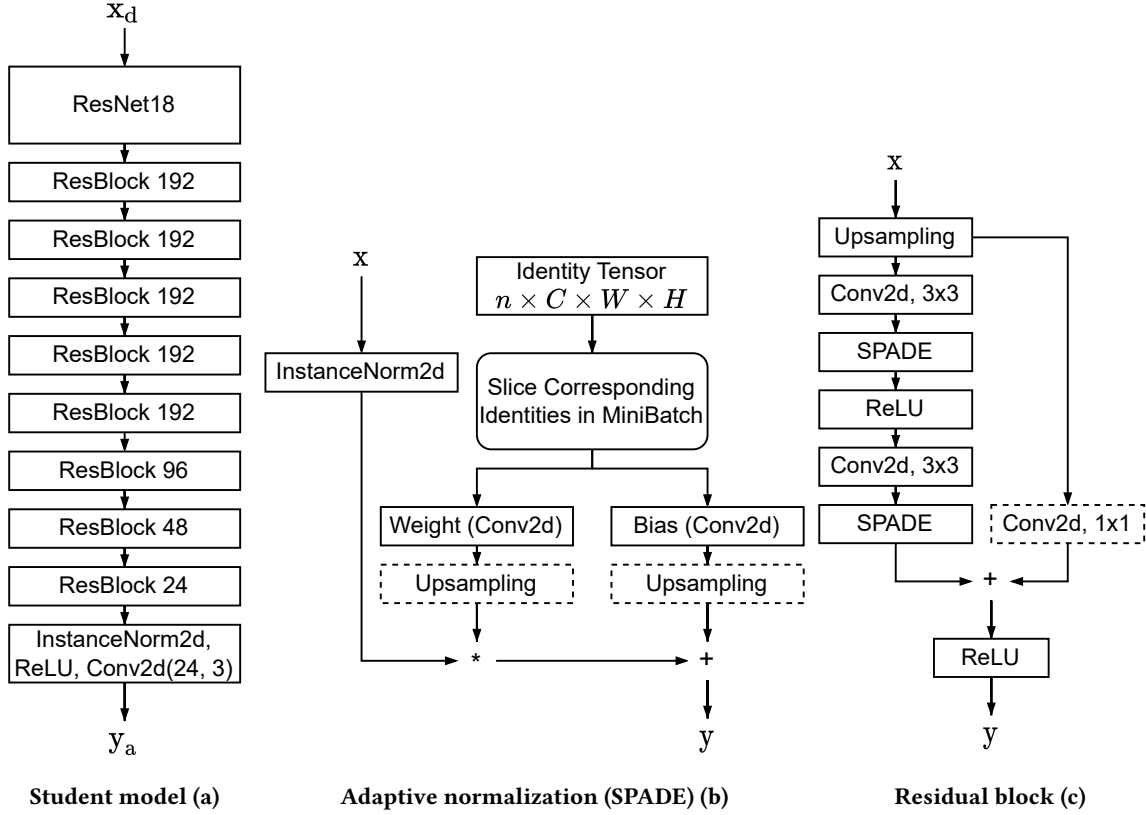 x_d
ResNet18
ResBlock 192
ResBlock 192
ResBlock 192
ResBlock 192
ResBlock 192
ResBlock 96
ResBlock 48
ResBlock 24
InstanceNorm2d,
ReLU, Conv2d(24, 3)
y_a
Student model (a)
x
InstanceNorm2d
Identity Tensor
n × C × W × H
Slice Corresponding
Identities in MiniBatch
Weight (Conv2d)
Bias (Conv2d)
Upsampling
Upsampling
*
+
y
Adaptive normalization (SPADE) (b)
x
Upsampling
Conv2d, 3x3
SPADE
ReLU
Conv2d, 3x3
SPADE
Conv2d, 1x1
+
ReLU
y
Residual block (c)